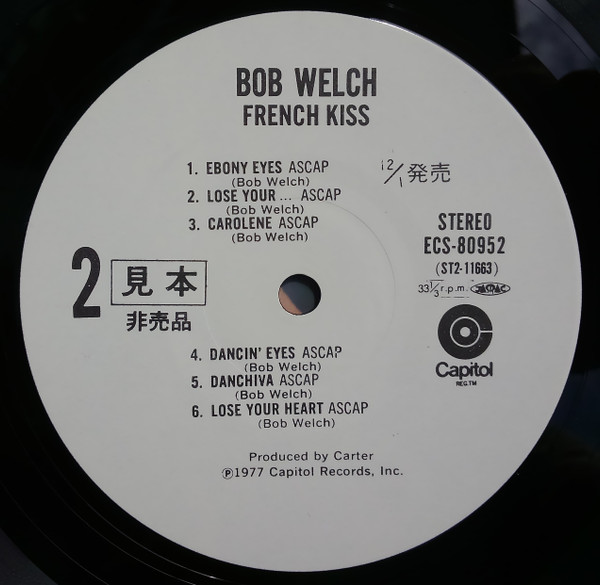 BOB WELCH
FRENCH KISS
1. EBONY EYES ASCAP
(Bob Welch)
2. LOSE YOUR ... ASCAP
(Bob Welch)
3. CAROLENE ASCAP
(Bob Welch)
12/1発売
STEREO
ECS-80952
(ST2-11663)
33 1/3 r.p.m. JASRAC
Capitol
REG.TM
2
見本
非売品
4. DANCIN' EYES ASCAP
(Bob Welch)
5. DANCHIVA ASCAP
(Bob Welch)
6. LOSE YOUR HEART ASCAP
(Bob Welch)
Produced by Carter
℗1977 Capitol Records, Inc.